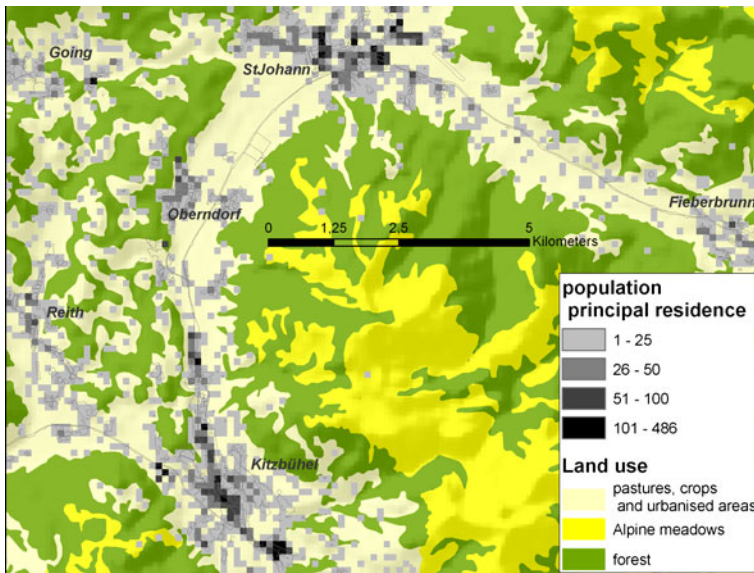 Going
StJohann
Fieberbrunn
Oberndorf
0 1,25 2,5 5
Kilometers
Reith
Kitzbühel
population
principal residence
1 - 25
26 - 50
51 - 100
101 - 486
Land use
pastures, crops
and urbanised areas
Alpine meadows
forest